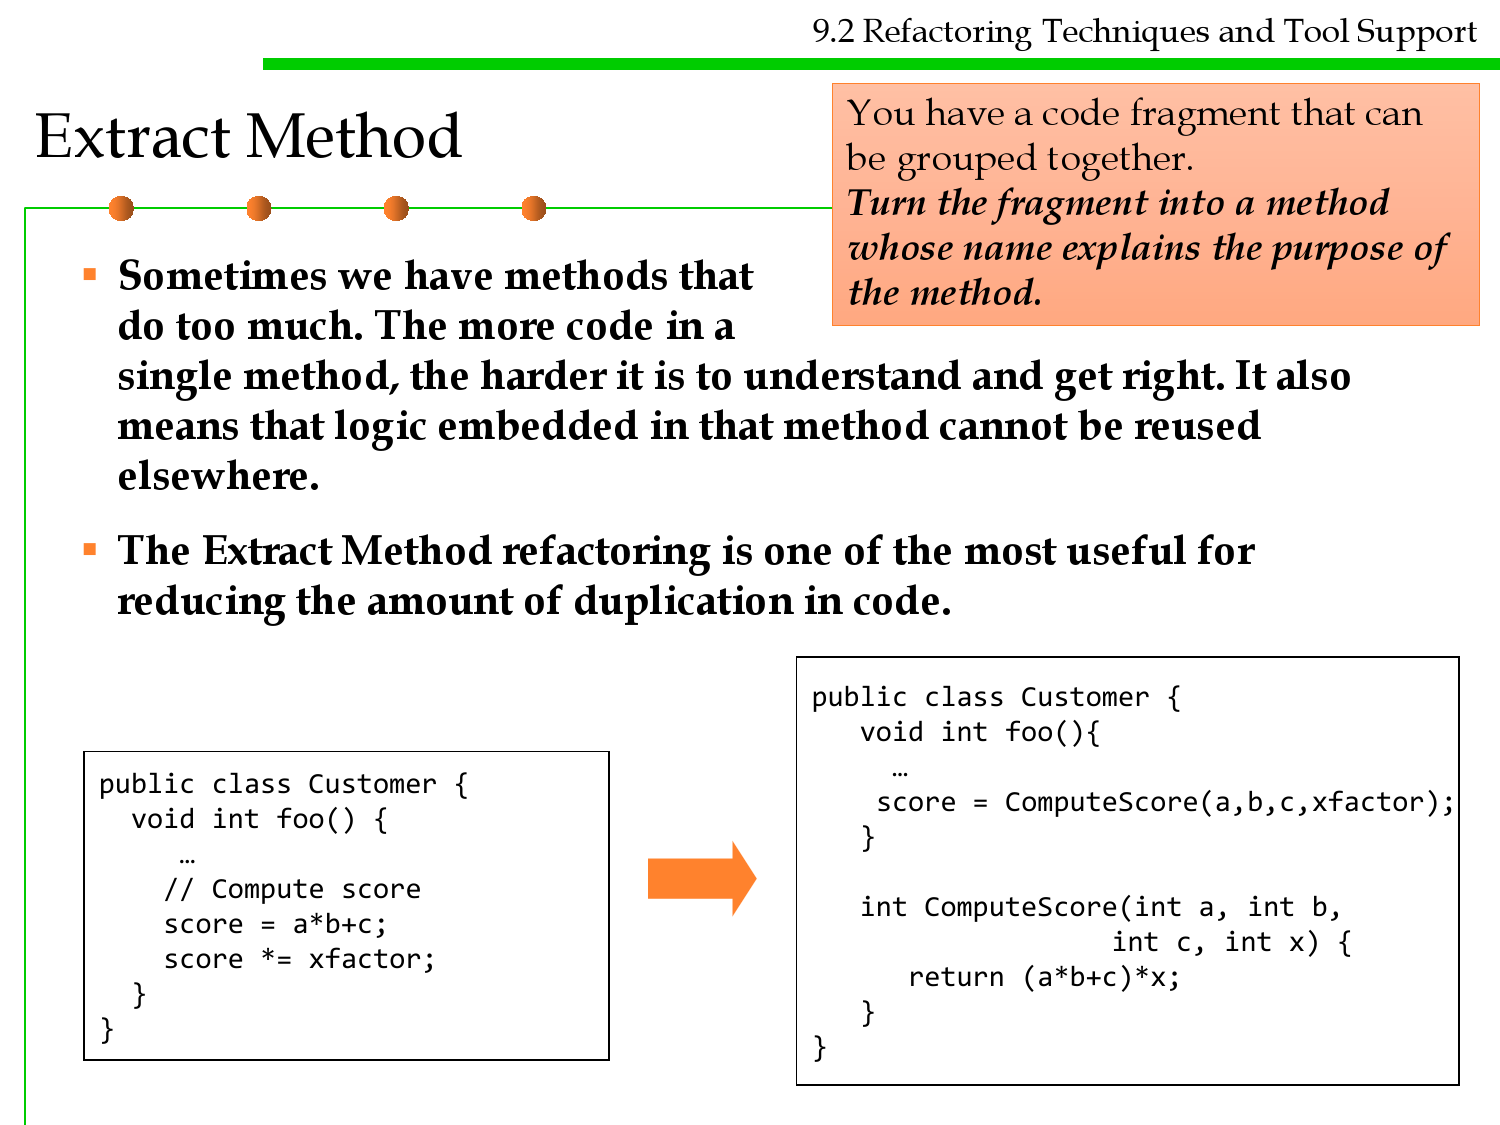 9.2 Refactoring Techniques and Tool Support
Extract Method
You have a code fragment that can
be grouped together.
Turn the fragment into a method
whose name explains the purpose of
the method.
▪ Sometimes we have methods that
do too much. The more code in a
single method, the harder it is to understand and get right. It also
means that logic embedded in that method cannot be reused
elsewhere.
▪ The Extract Method refactoring is one of the most useful for
reducing the amount of duplication in code.
public class Customer {
  void int foo() {
     …
    // Compute score
    score = a*b+c;
    score *= xfactor;
  }
}
public class Customer {
   void int foo(){
     …
    score = ComputeScore(a,b,c,xfactor);
   }
   int ComputeScore(int a, int b,
                   int c, int x) {
      return (a*b+c)*x;
   }
}